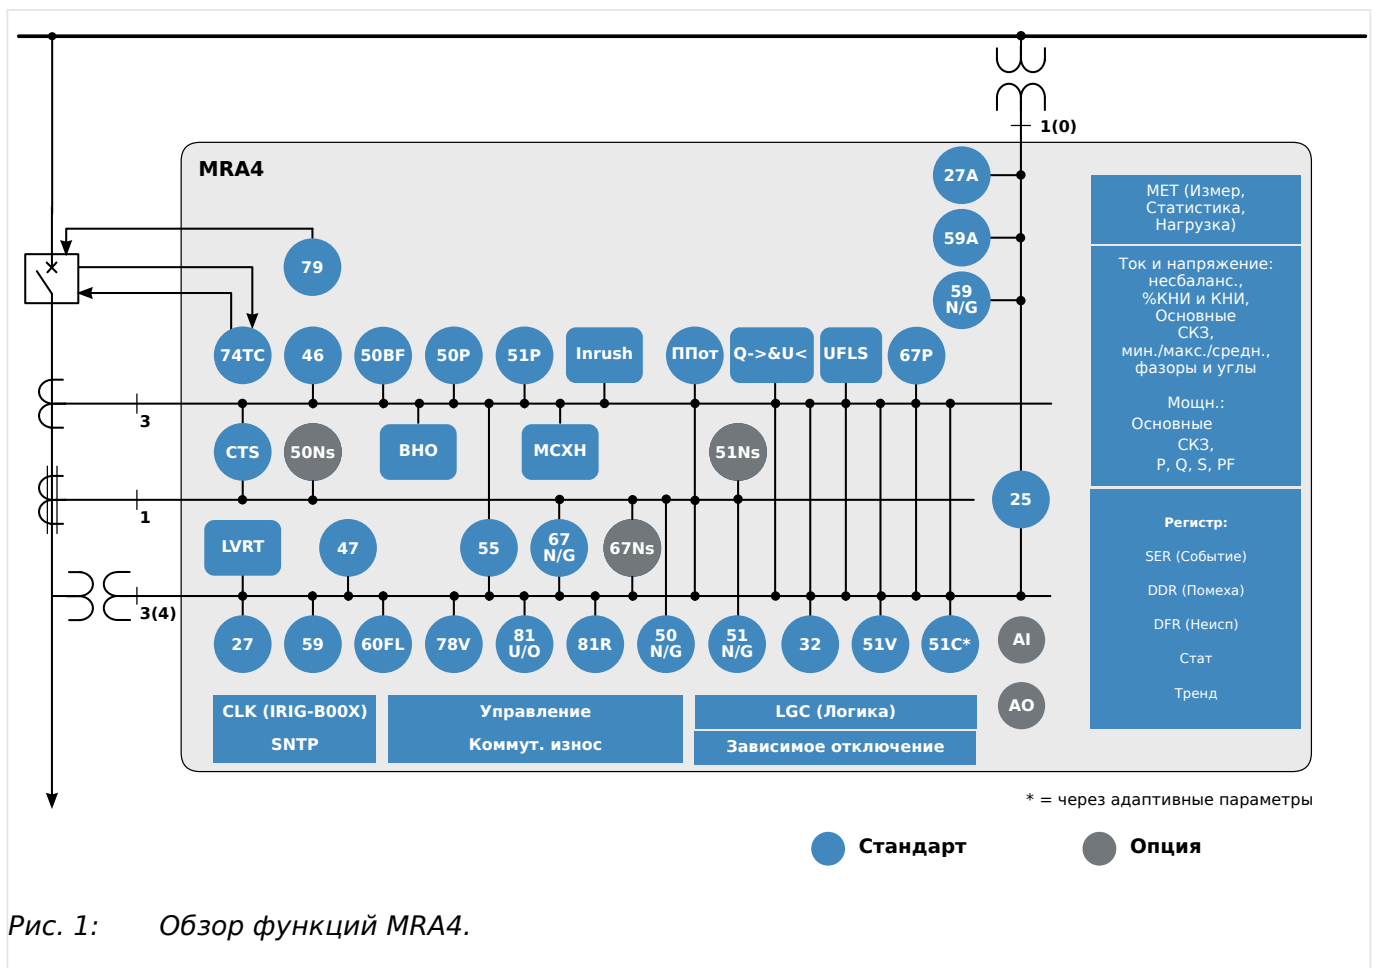 1(0)
MRA4
27A
59A
59
N/G
79
74TC
46
50BF
50P
51P
Inrush
ППот
Q->&U<
UFLS
67P
3
CTS
50Ns
ВНО
МСХН
51Ns
1
25
LVRT
47
55
67
N/G
67Ns
3(4)
27
59
60FL
78V
81
U/O
81R
50
N/G
51
N/G
32
51V
51C*
AI
AO
МЕТ (Измер,
Статистика,
Нагрузка)
Ток и напряжение:
несбаланс.,
%КНИ и КНИ,
Основные
СКЗ,
мин./макс./средн.,
фазоры и углы
Мощн.:
Основные
СКЗ,
P, Q, S, PF
Регистр:
SER (Событие)
DDR (Помеха)
DFR (Неисп)
Стат
Тренд
CLK (IRIG-B00X)
SNTP
Управление
Коммут. износ
LGC (Логика)
Зависимое отключение
* = через адаптивные параметры
Стандарт
Опция
Рис. 1: Обзор функций MRA4.